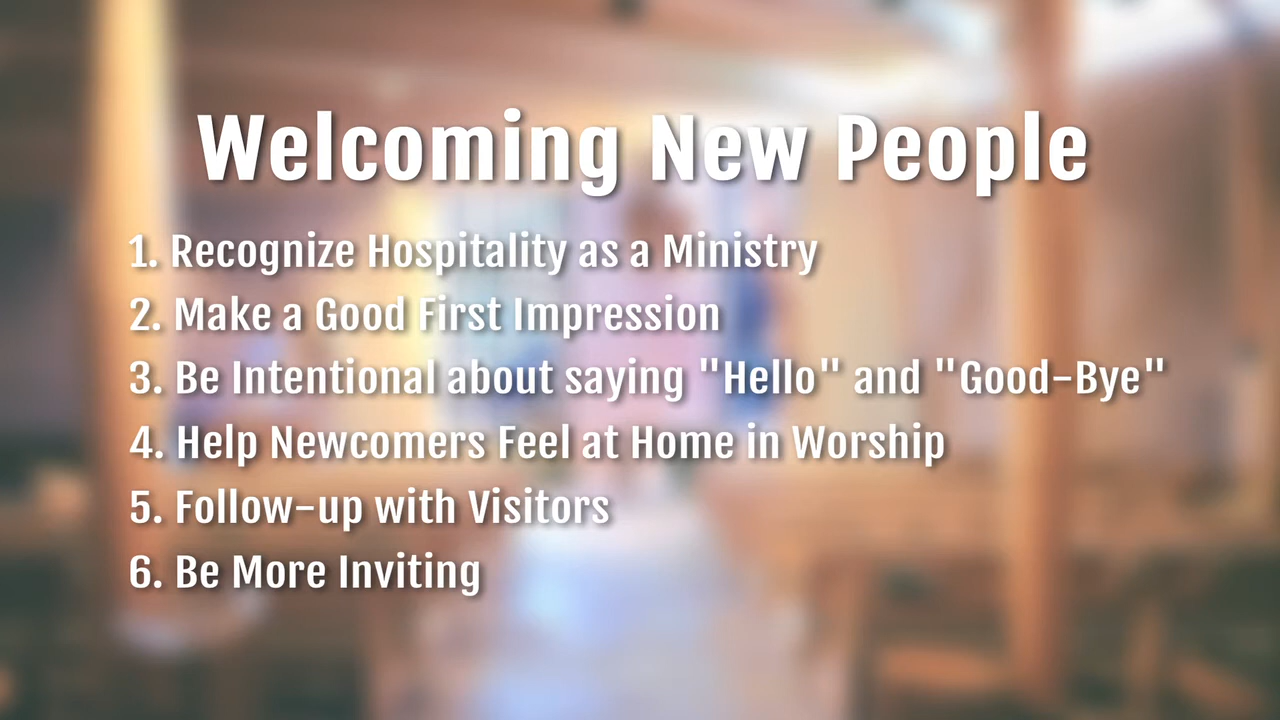 Welcoming New People
1. Recognize Hospitality as a Ministry
2. Make a Good First Impression
3. Be Intentional about saying "Hello" and "Good-Bye"
4. Help Newcomers Feel at Home in Worship
5. Follow-up with Visitors
6. Be More Inviting